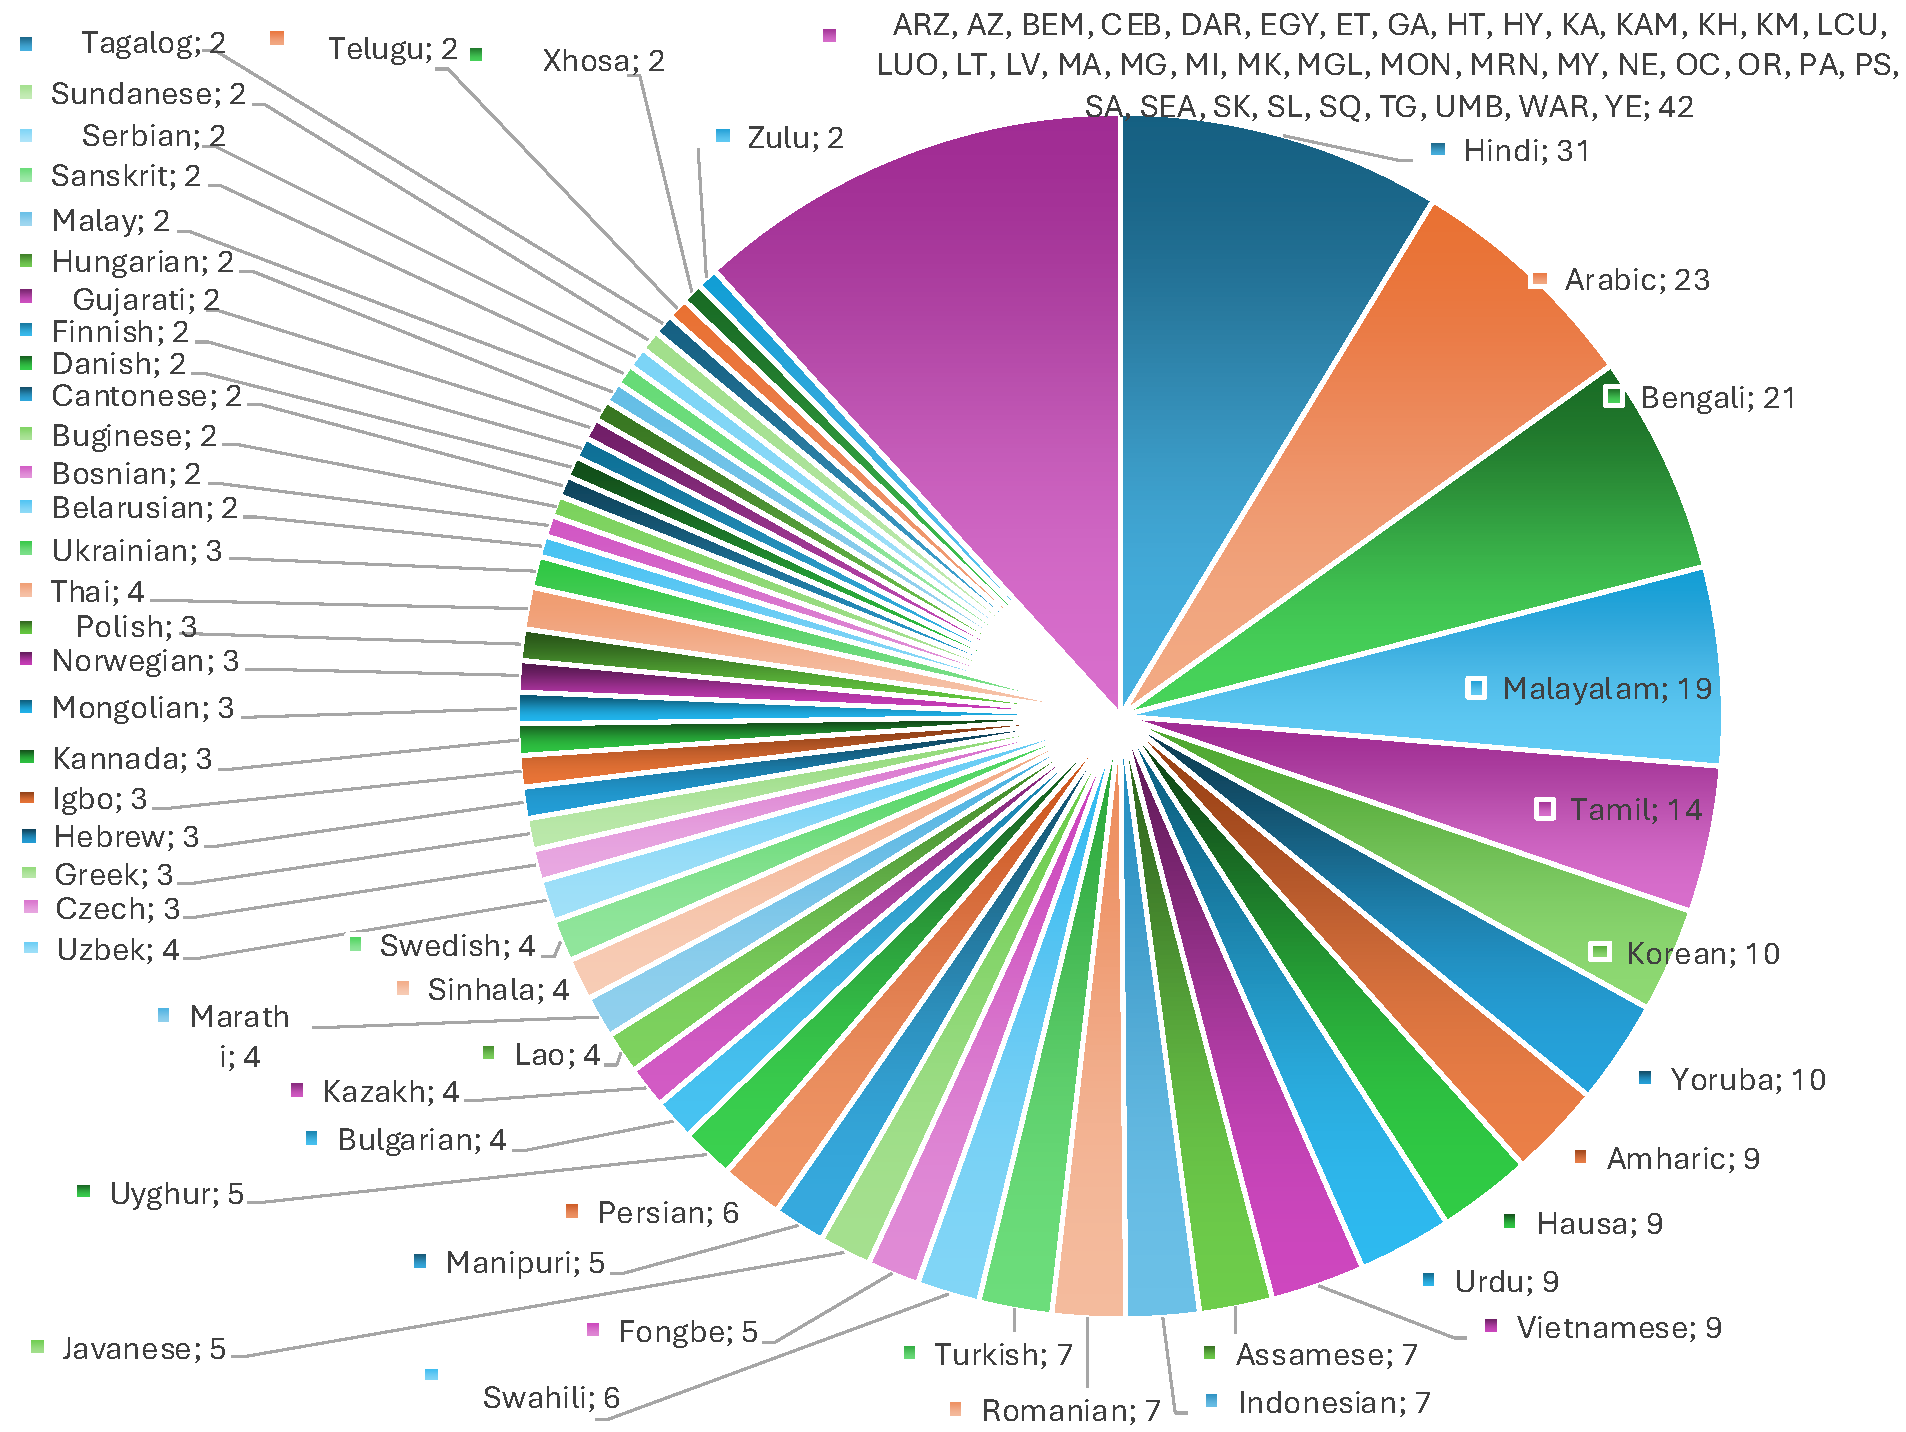 ARZ, AZ, BEM, CEB, DAR, EGY, ET, GA, HT, HY, KA, KAM, KH, KM, LCU,
LUO, LT, LV, MA, MG, MI, MK, MGL, MON, MRN, MY, NE, OC, OR, PA, PS,
SA, SEA, SK, SL, SQ, TG, UMB, WAR, YE; 42
Hindi; 31
Arabic; 23
Bengali; 21
Malayalam; 19
Tamil; 14
Korean; 10
Yoruba; 10
Amharic; 9
Hausa; 9
Urdu; 9
Vietnamese; 9
Assamese; 7
Indonesian; 7
Romanian; 7
Turkish; 7
Swahili; 6
Fongbe; 5
Javanese; 5
Manipuri; 5
Persian; 6
Uyghur; 5
Bulgarian; 4
Kazakh; 4
Lao; 4
Marath
i; 4
Sinhala; 4
Swedish; 4
Uzbek; 4
Czech; 3
Greek; 3
Hebrew; 3
Igbo; 3
Kannada; 3
Mongolian; 3
Norwegian; 3
Polish; 3
Thai; 4
Ukrainian; 3
Belarusian; 2
Bosnian; 2
Buginese; 2
Cantonese; 2
Danish; 2
Finnish; 2
Gujarati; 2
Hungarian; 2
Malay; 2
Sanskrit; 2
Serbian; 2
Sundanese; 2
Tagalog; 2
Telugu; 2
Xhosa; 2
Zulu; 2